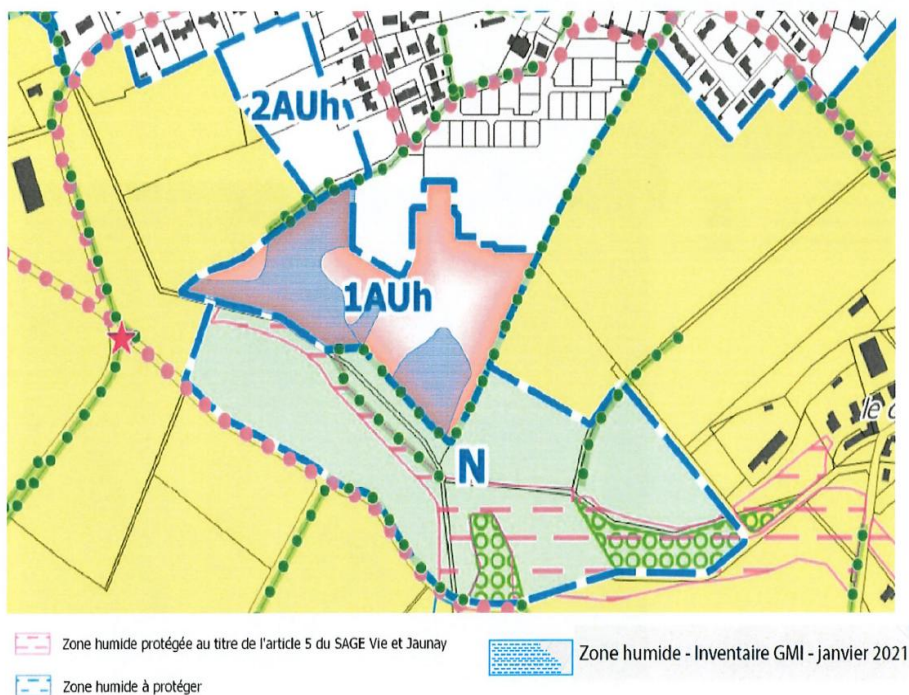 2AUh
1AUh
le
N
Zone humide protégée au titre de l'article 5 du SAGE Vie et Jaunay
Zone humide - Inventaire GMI - janvier 2021
Zone humide à protéger